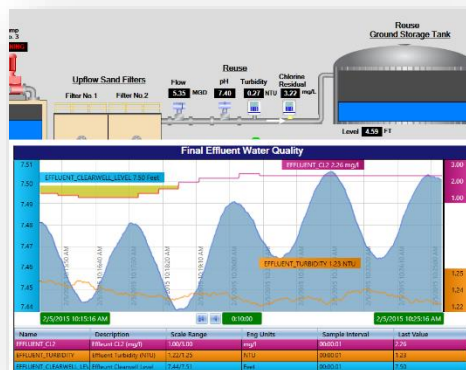 Reuse
Ground Storage Tank
Reuse
Upflow Sand Filters
Flow
pH
Turbidity
Chlorine
Residual
Filter No.1
Filter No.2
5.35 MGD
7.40
0.27 NTU
3.22 mg/L
Level 4.59 FT
Final Effluent Water Quality
7.51
7.50
7.49
7.48
7.47
7.46
7.45
7.44
EFFLUENT_CL2 2.26 mg/l
EFFLUENT_CLEARWELL_LEVEL 7.50 Feet
EFFLUENT_TURBIDITY 1.23 NTU
3.00
2.00
1.00
1.25
1.24
1.22
2/5/2015 10:15:16 AM
0:10:00
2/5/2015 10:25:16 AM
Name Description Scale Range Eng Units Sample Interval Last Value
EFFLUENT_CL2 Effluent CL2 (mg/l) 1.00/3.00 mg/l 00:00:01 2.26
EFFLUENT_TURBIDITY Effluent Turbidity (NTU) 1.22/1.25 NTU 00:00:01 1.23
EFFLUENT_CLEARWELL_LEVEL Effluent Clearwell Level 7.44/7.51 Feet 00:00:01 7.50